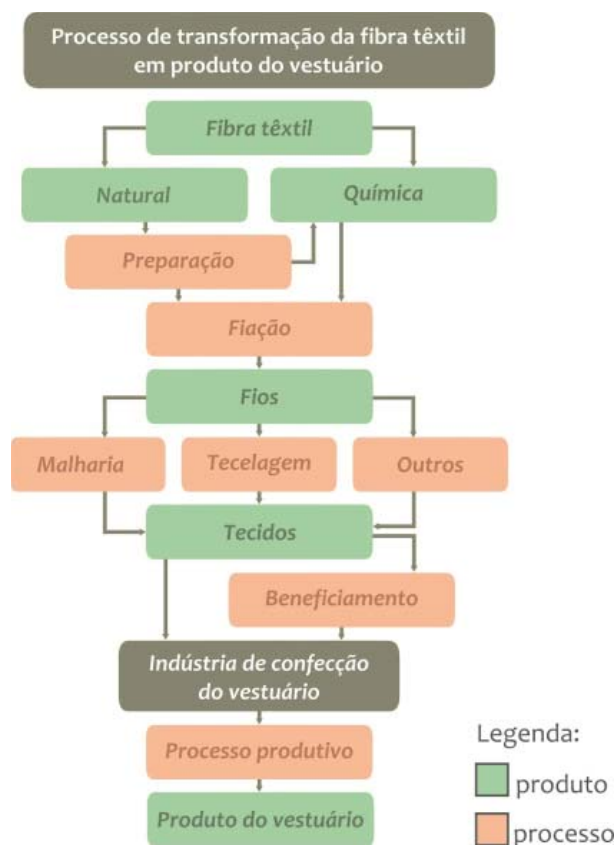 Processo de transformação da fibra têxtil
em produto do vestuário
Fibra têxtil
Natural
Química
Preparação
Fiação
Fios
Malharia
Tecelagem
Outros
Tecidos
Beneficiamento
Indústria de confecção
do vestuário
Processo produtivo
Produto do vestuário
Legenda:
produto
processo